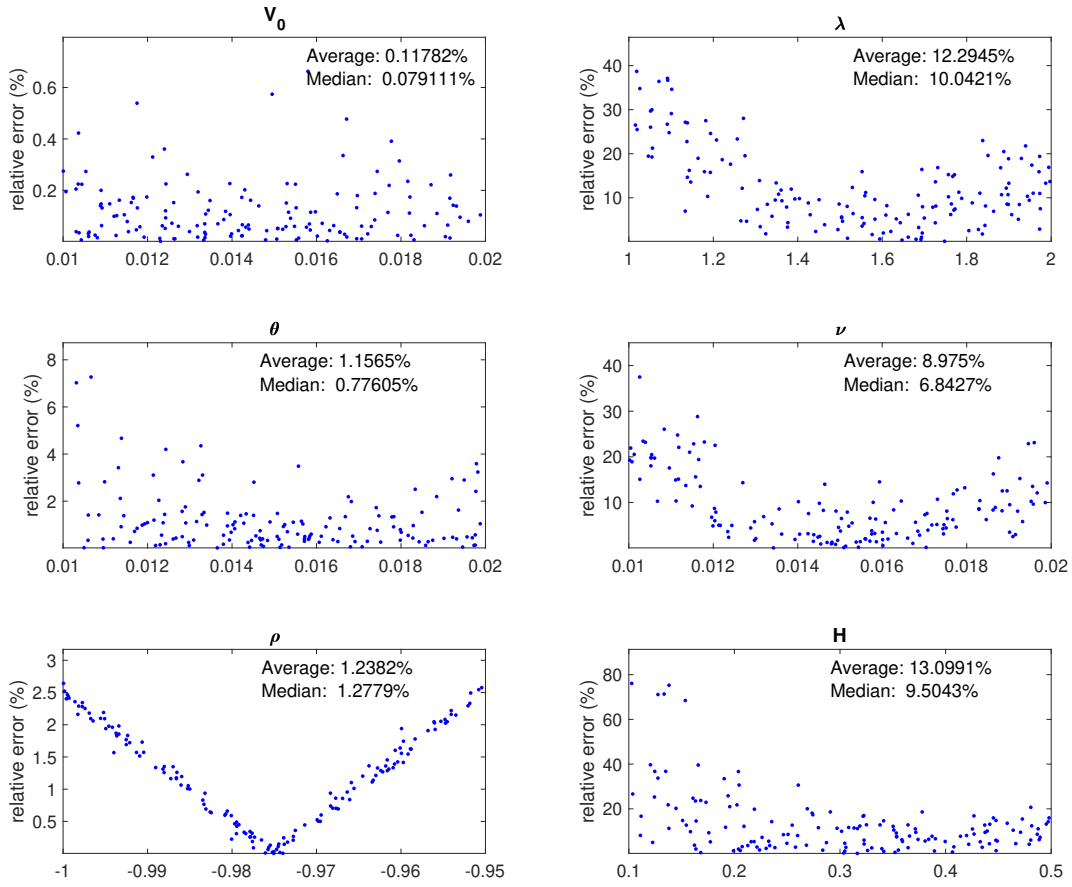 V_0
Average: 0.11782%
Median: 0.079111%
relative error (%)
0.6
0.4
0.2
0.01 0.012 0.014 0.016 0.018 0.02
λ
Average: 12.2945%
Median: 10.0421%
relative error (%)
40
30
20
10
1 1.2 1.4 1.6 1.8 2
θ
Average: 1.1565%
Median: 0.77605%
relative error (%)
8
6
4
2
0.01 0.012 0.014 0.016 0.018 0.02
ν
Average: 8.975%
Median: 6.8427%
relative error (%)
40
30
20
10
0.01 0.012 0.014 0.016 0.018 0.02
ρ
Average: 1.2382%
Median: 1.2779%
relative error (%)
3
2.5
2
1.5
1
0.5
-1 -0.99 -0.98 -0.97 -0.96 -0.95
H
Average: 13.0991%
Median: 9.5043%
relative error (%)
80
60
40
20
0.1 0.2 0.3 0.4 0.5